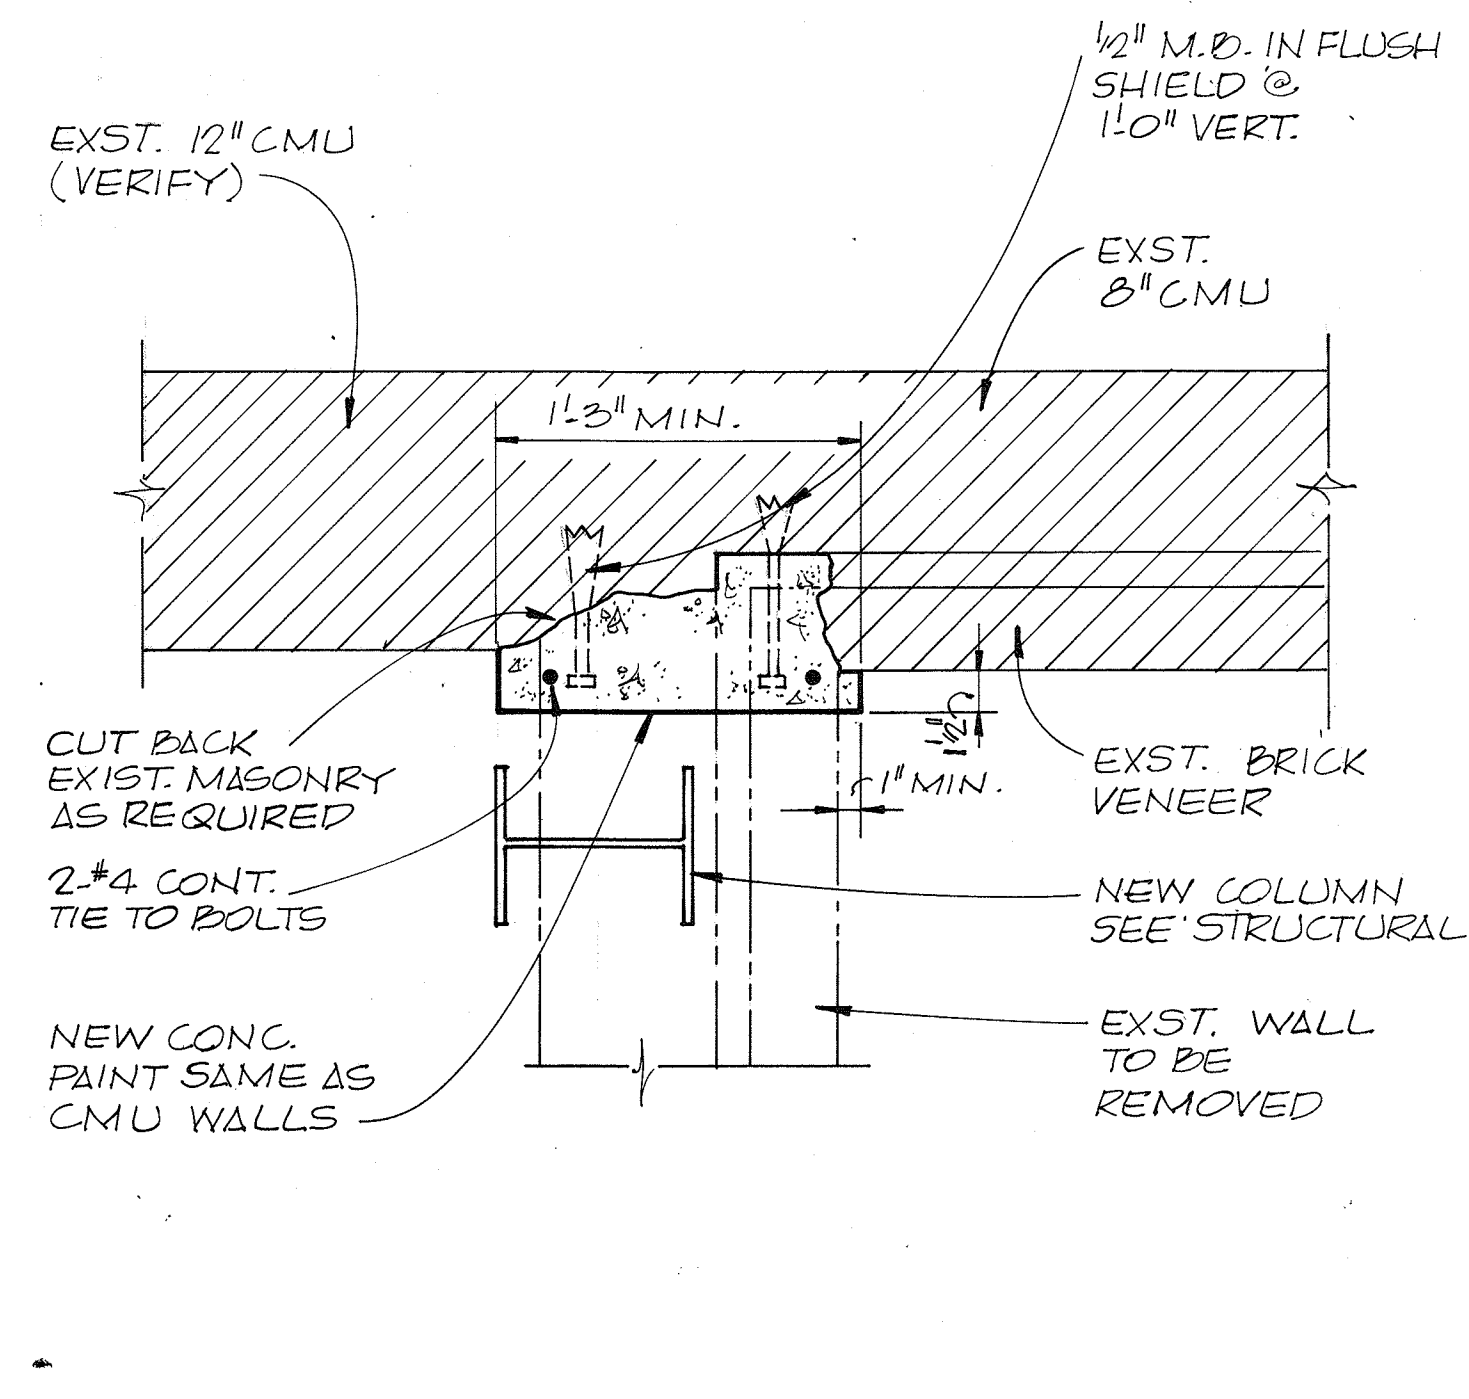 1/2" M.B. IN FLUSH
SHIELD @
1'-0" VERT.
EXST. 12" CMU
(VERIFY)
EXST.
8" CMU
1'-3" MIN.
1 1/2"
1" MIN.
CUT BACK
EXIST. MASONRY
AS REQUIRED
2-#4 CONT.
TIE TO BOLTS
NEW CONC.
PAINT SAME AS
CMU WALLS
EXST. BRICK
VENEER
NEW COLUMN
SEE STRUCTURAL
EXST. WALL
TO BE
REMOVED